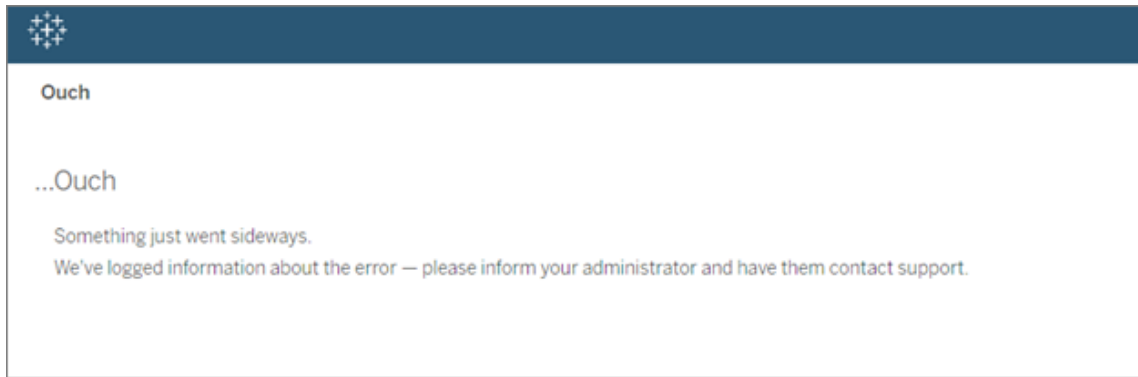 Ouch
...Ouch
Something just went sideways.
We've logged information about the error — please inform your administrator and have them contact support.